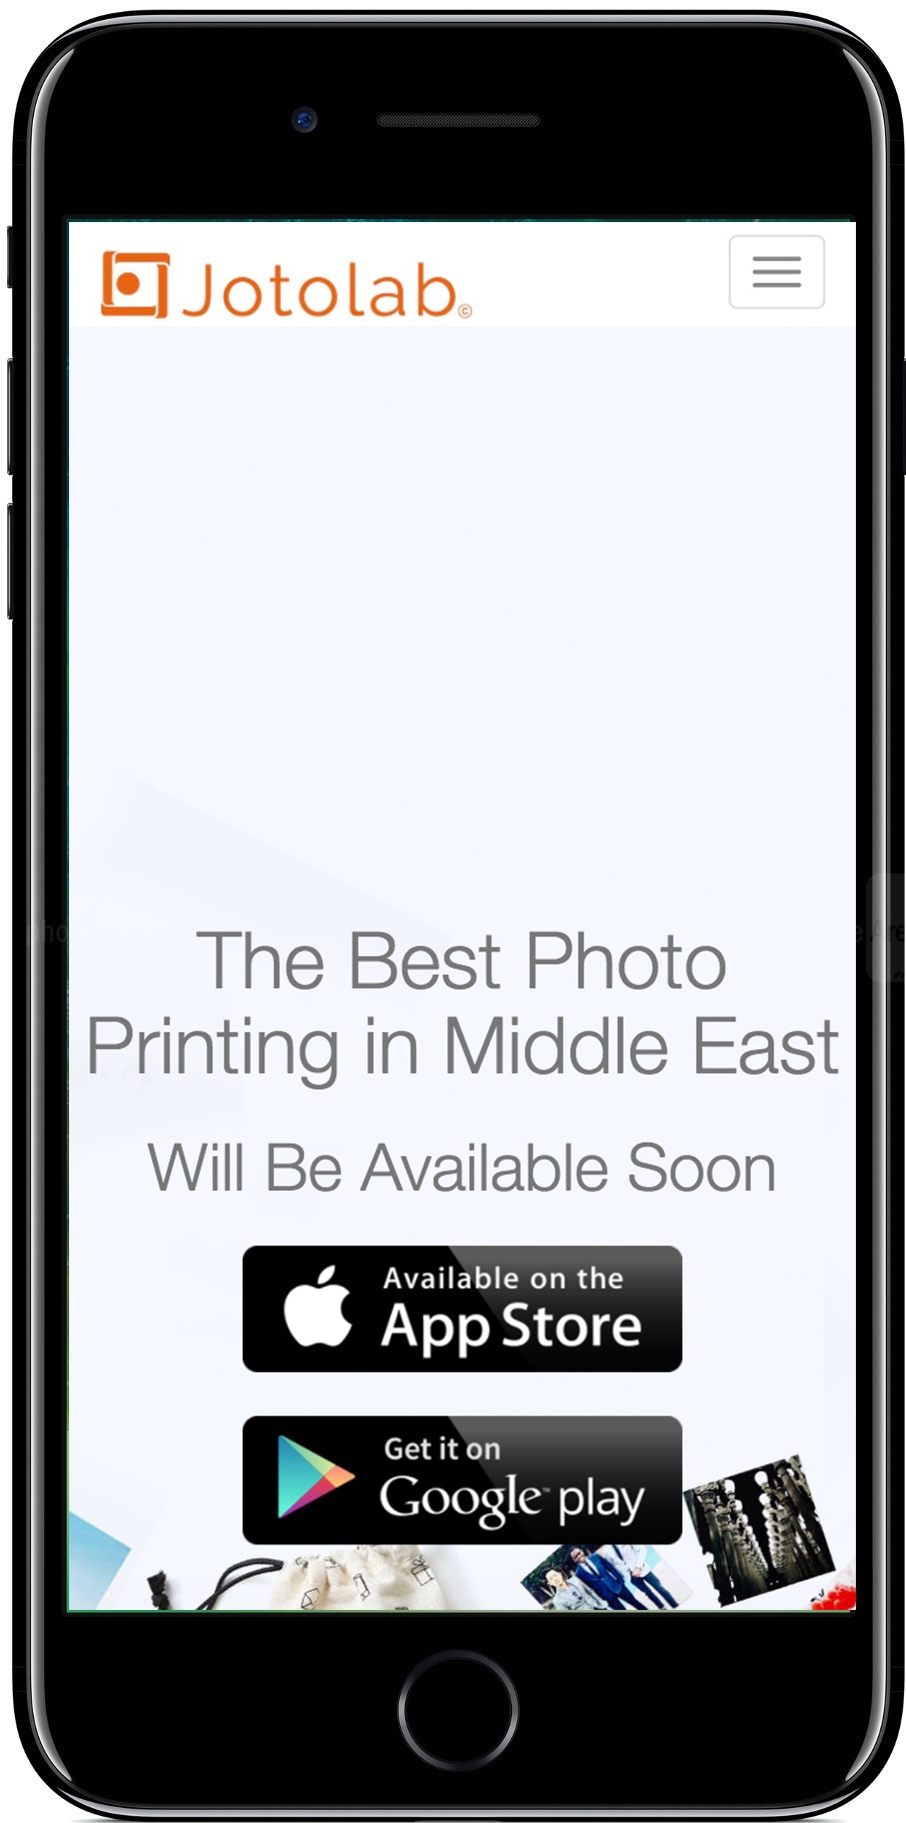 Jotolab©
The Best Photo
Printing in Middle East
Will Be Available Soon
Available on the
App Store
Get it on
Google™ play